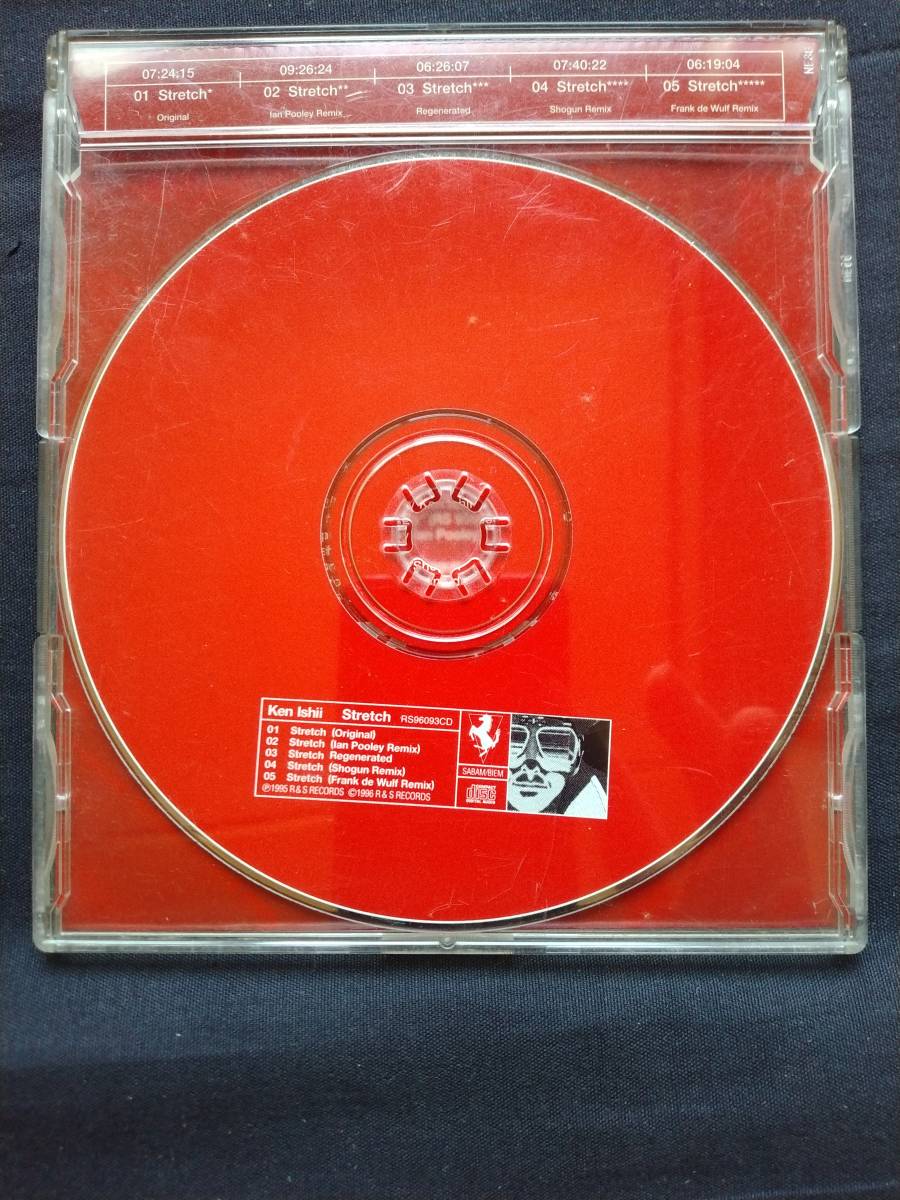 07:24:15 09:26:24 06:26:07 07:40:22 06:19:04
01 Stretch* 02 Stretch** 03 Stretch*** 04 Stretch**** 05 Stretch*****
Original Ian Pooley Remix Regenerated Shogun Remix Frank de Wulf Remix
Ken Ishii Stretch RS96093CD
01 Stretch (Original)
02 Stretch (Ian Pooley Remix)
03 Stretch Regenerated
04 Stretch (Shogun Remix)
05 Stretch (Frank de Wulf Remix)
℗1995 R & S RECORDS ©1996 R & S RECORDS
SABAM/BIEM
disc
DIGITAL AUDIO